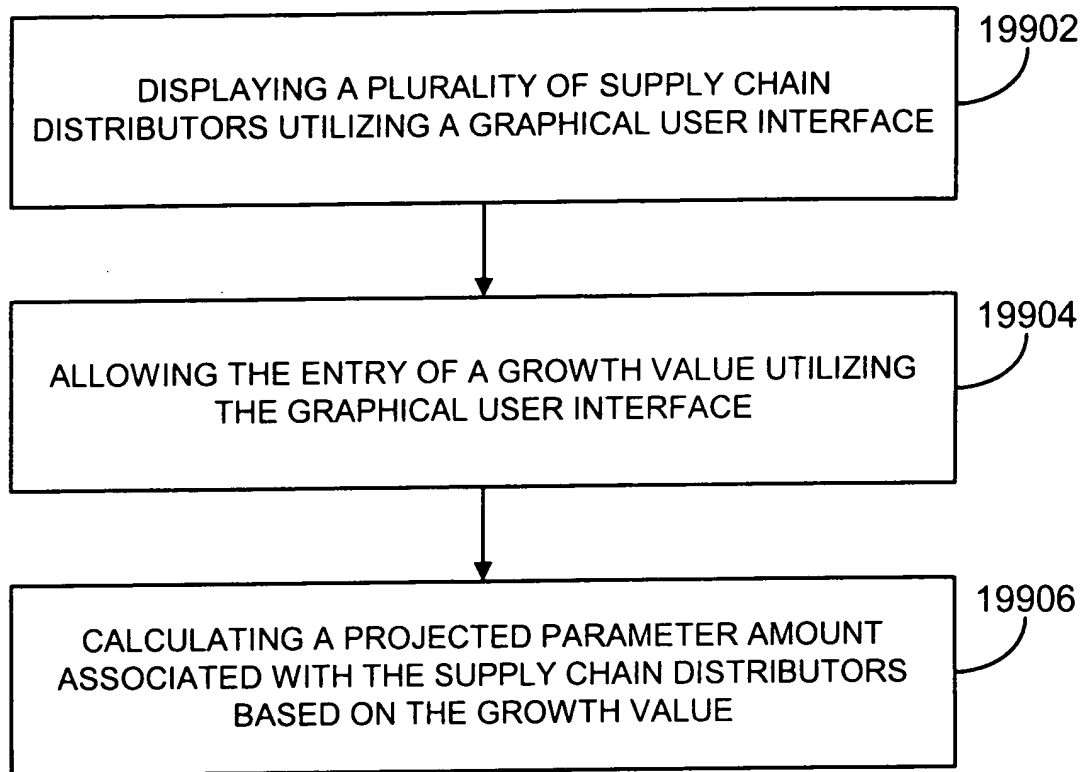 19902
DISPLAYING A PLURALITY OF SUPPLY CHAIN
DISTRIBUTORS UTILIZING A GRAPHICAL USER INTERFACE
19904
ALLOWING THE ENTRY OF A GROWTH VALUE UTILIZING
THE GRAPHICAL USER INTERFACE
19906
CALCULATING A PROJECTED PARAMETER AMOUNT
ASSOCIATED WITH THE SUPPLY CHAIN DISTRIBUTORS
BASED ON THE GROWTH VALUE